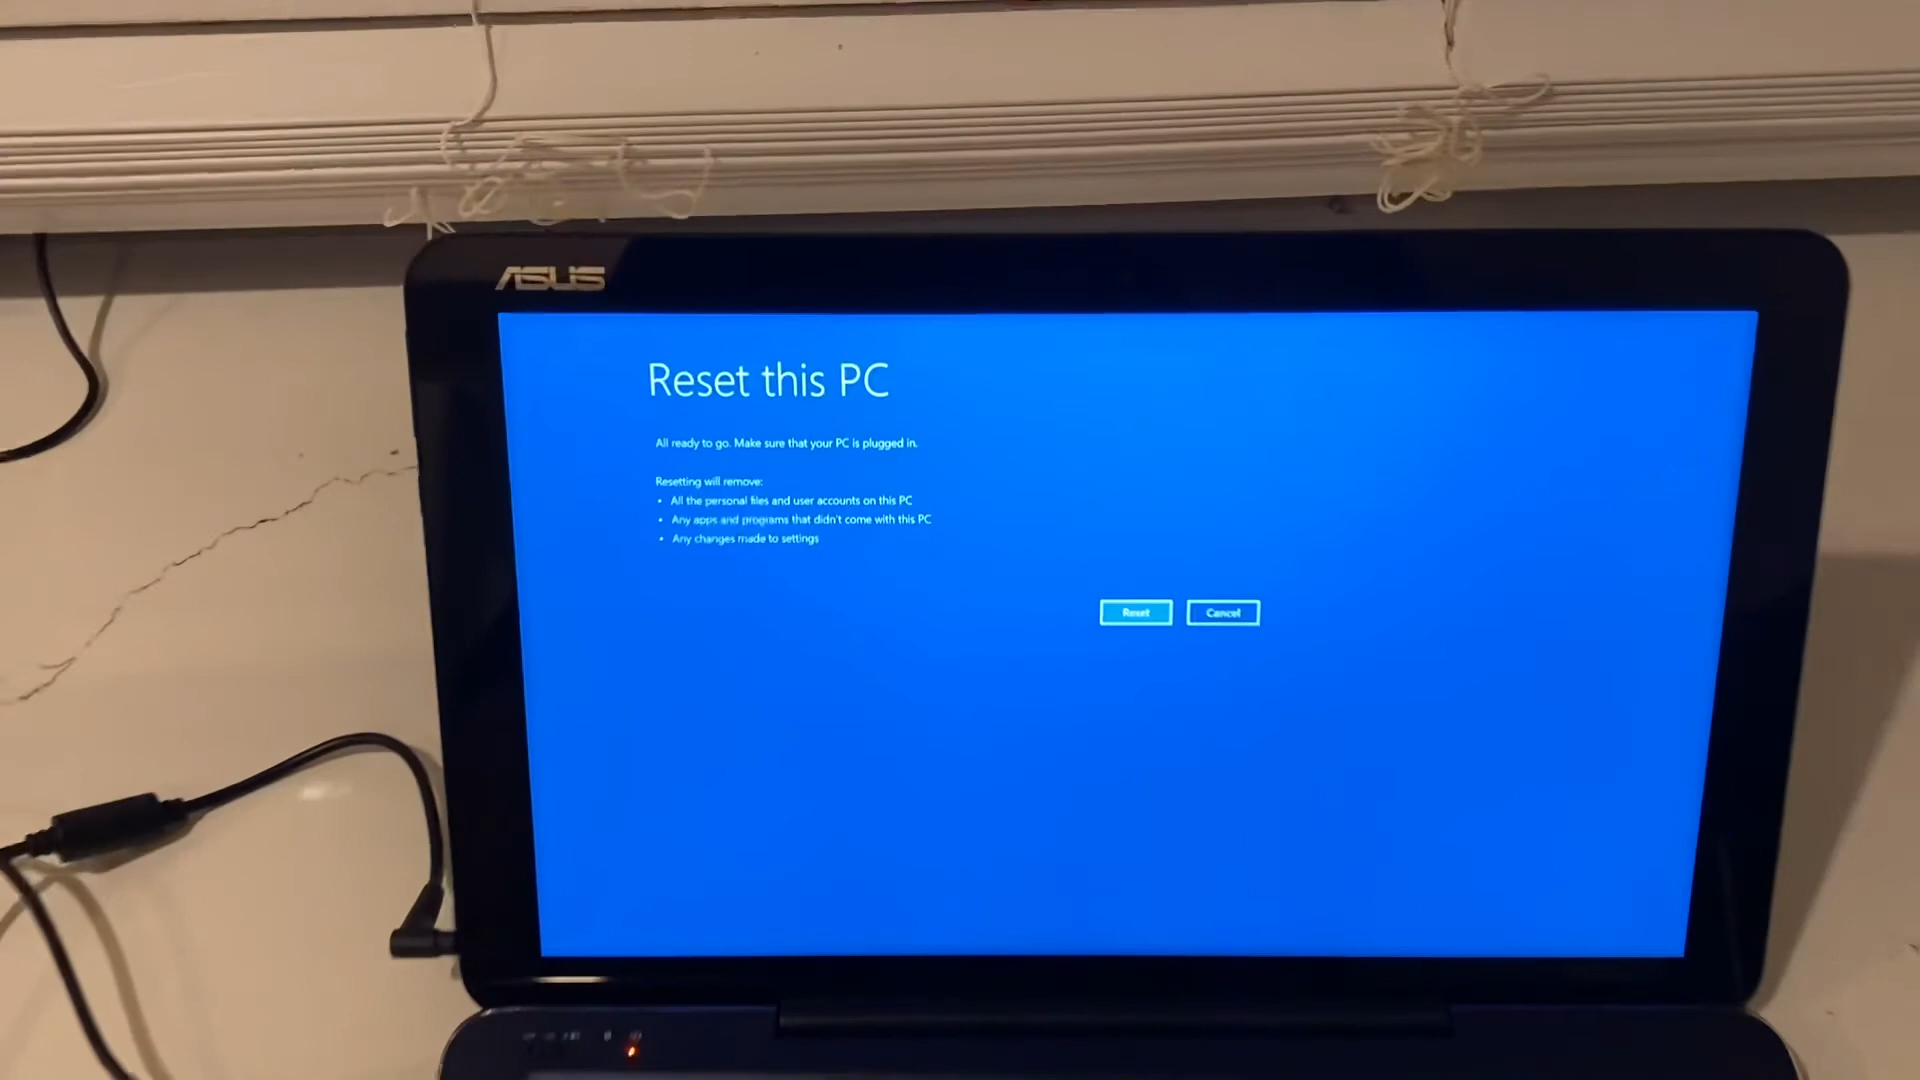 ASUS
Reset this PC
All ready to go. Make sure that your PC is plugged in.
Resetting will remove:
• All the personal files and user accounts on this PC
• Any apps and programs that didn't come with this PC
• Any changes made to settings
Reset Cancel